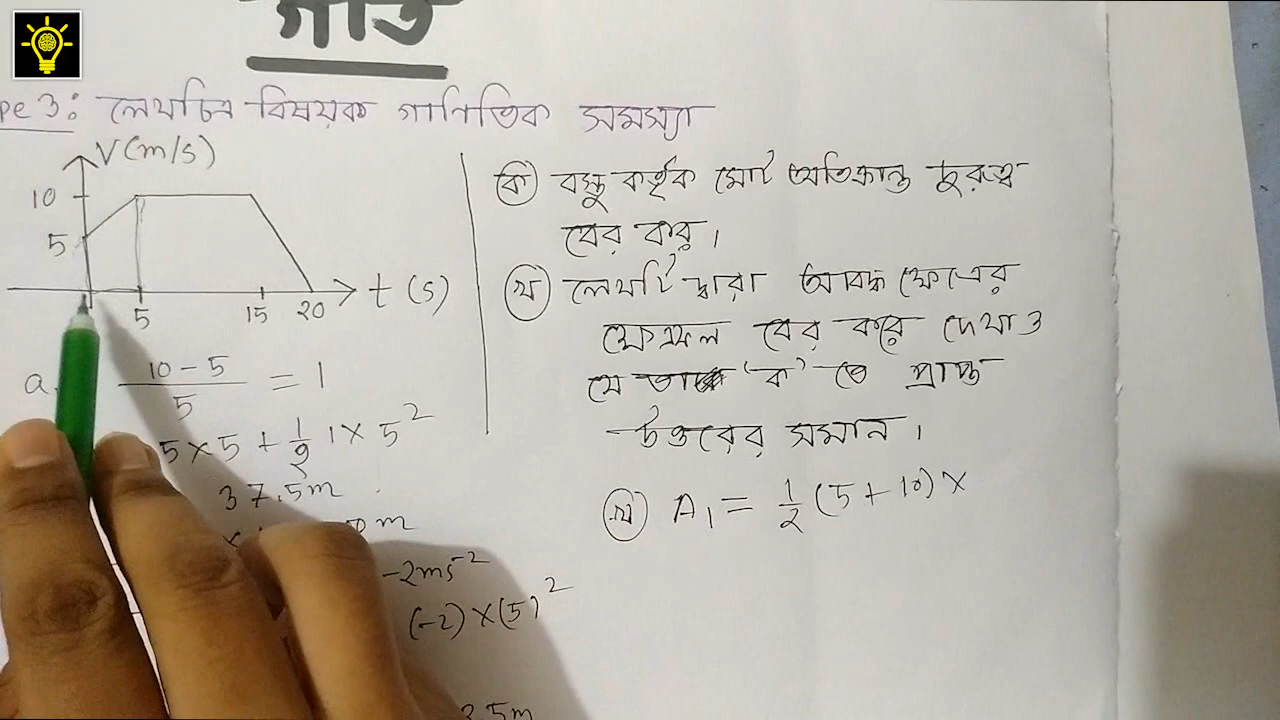 গতি
pe 3: লেখচিত্র বিষয়ক গাণিতিক সমস্যা
V(m/s)
10
5
5 15 20
t (s)
a
10 - 5
5
= 1
5 × 5 + 1/2 1 × 5²
37.5m
m
-2ms⁻²
(-2) × (5)²
5m
ক) বস্তু কর্তৃক মোট অতিক্রান্ত দুরত্ব
বের কর।
খ) লেখটি দ্বারা আবদ্ধ ক্ষেত্রের
ক্ষেত্রফল বের করে দেখাও
যে তা 'ক' তে প্রাপ্ত
উত্তরের সমান।
খ) A₁ = 1/2 (5 + 10) ×